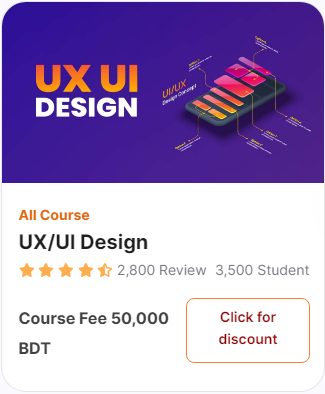 UX UI
DESIGN
UI/UX
Design Concept
All Course
UX/UI Design
2,800 Review 3,500 Student
Course Fee 50,000
BDT
Click for
discount